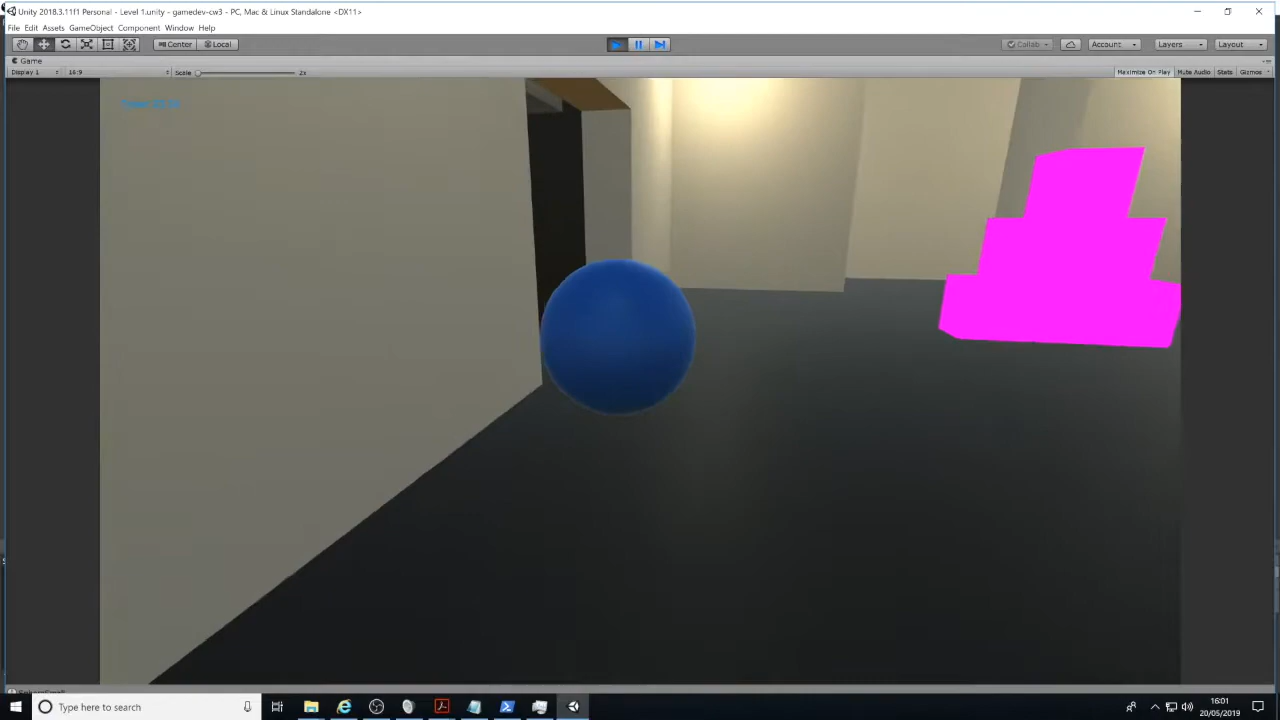 Unity 2018.3.11f1 Personal - Level 1.unity - gamedev-cw3 - PC, Mac & Linux Standalone <DX11>
File Edit Assets GameObject Component Window Help
Center Local Collab Account Layers Layout
Game
Display 1 16:9 Scale 2x Maximize On Play Mute Audio Stats Gizmos
Type here to search
16:01
20/05/2019